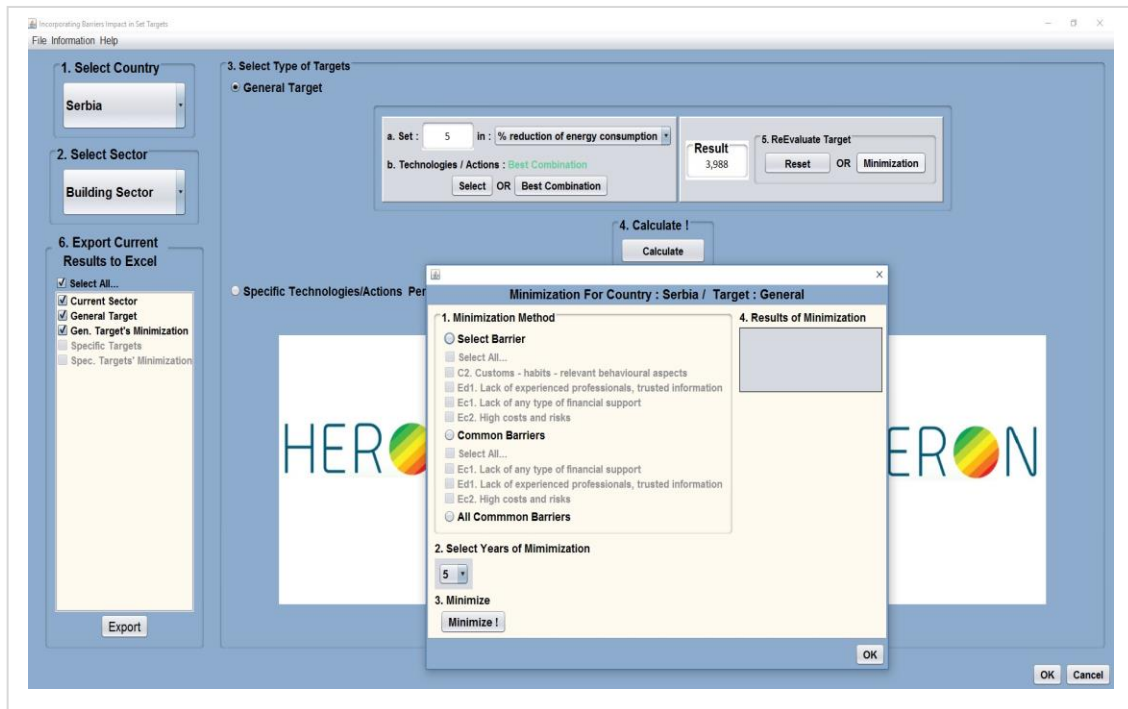 Incorporating Barriers Impact in Set Targets
File Information Help
1. Select Country
Serbia
2. Select Sector
Building Sector
6. Export Current
Results to Excel
Select All...
Current Sector
General Target
Gen. Target's Minimization
Specific Targets
Spec. Targets' Minimization
Export
3. Select Type of Targets
General Target
a. Set : 5 in : % reduction of energy consumption
b. Technologies / Actions : Best Combination
Select OR Best Combination
Result
3,988
5. ReEvaluate Target
Reset OR Minimization
4. Calculate !
Calculate
Specific Technologies/Actions Per
HER
ERON
Minimization For Country : Serbia / Target : General
1. Minimization Method
Select Barrier
Select All...
C2. Customs - habits - relevant behavioural aspects
Ed1. Lack of experienced professionals, trusted information
Ec1. Lack of any type of financial support
Ec2. High costs and risks
Common Barriers
Select All...
Ec1. Lack of any type of financial support
Ed1. Lack of experienced professionals, trusted information
Ec2. High costs and risks
All Commmon Barriers
2. Select Years of Mimimization
5
3. Minimize
Minimize !
4. Results of Minimization
OK
OK Cancel